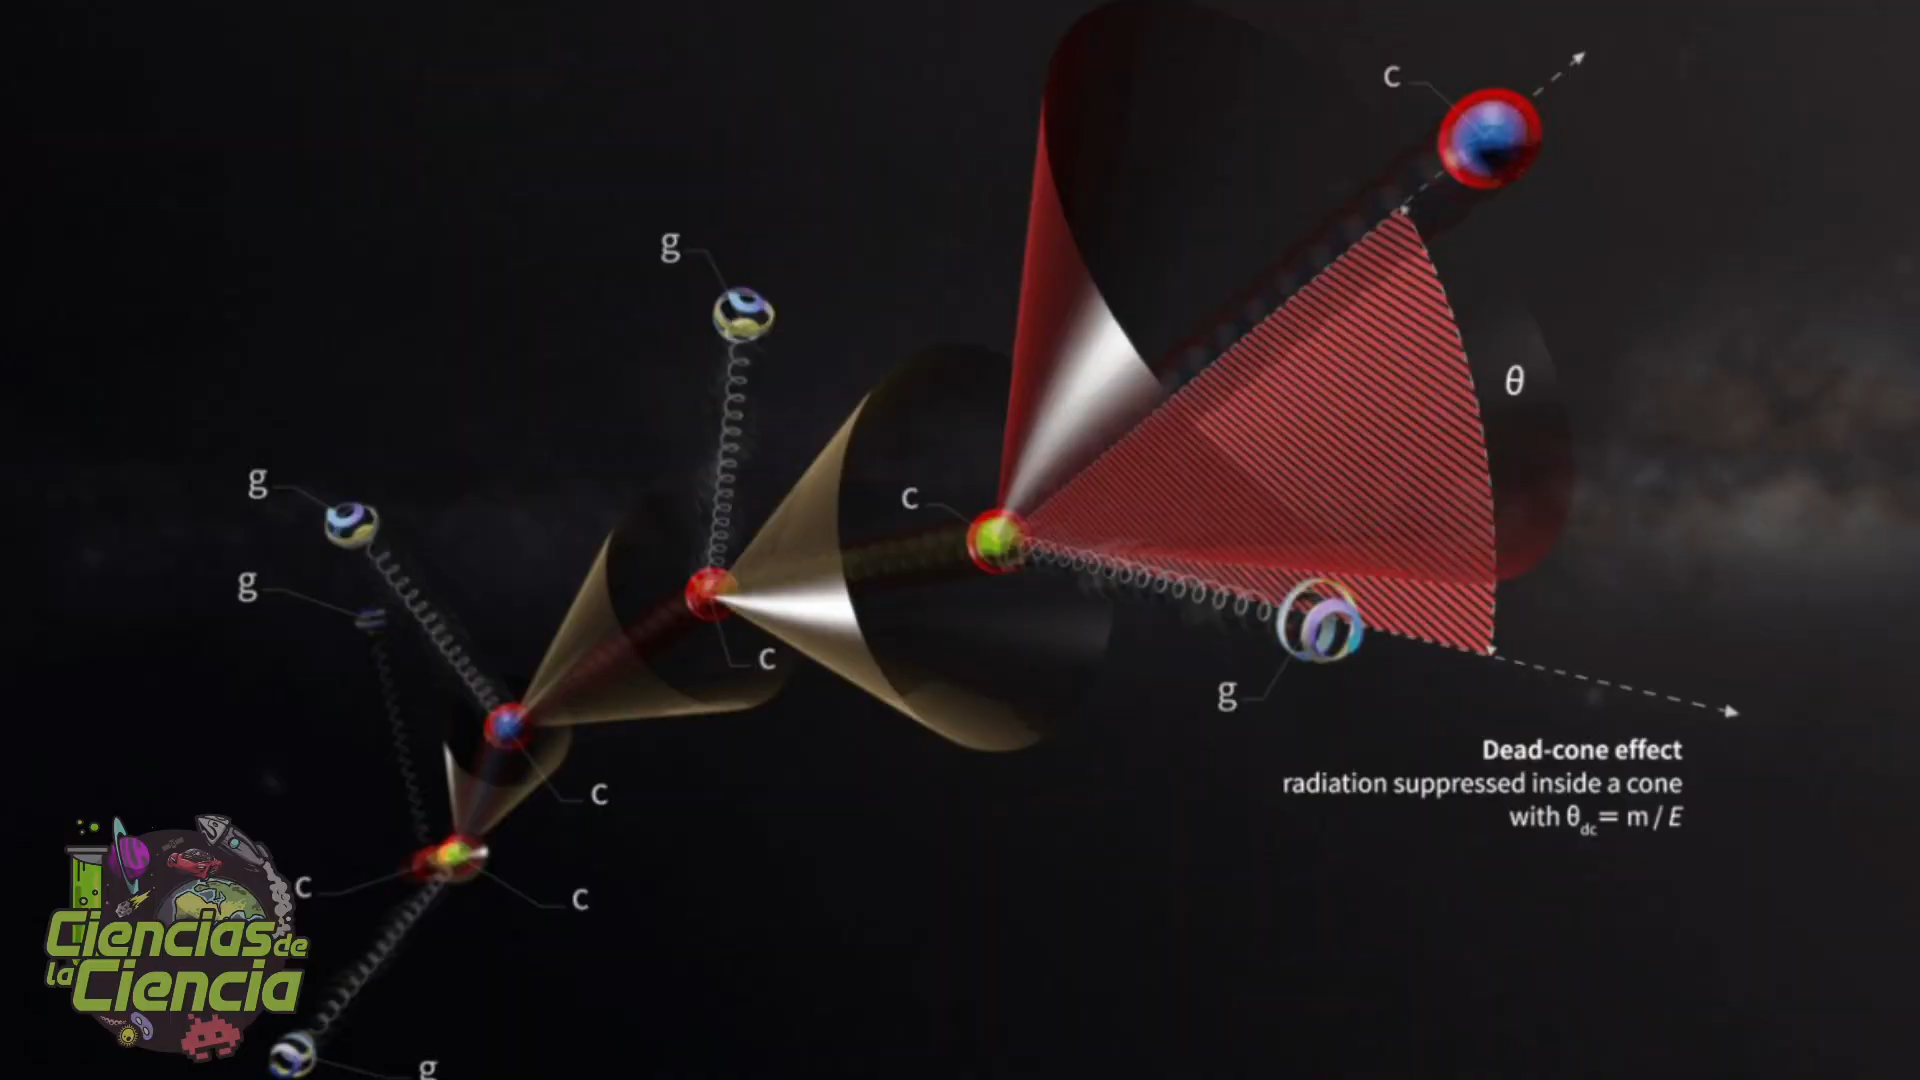 c
g
θ
g
c
g
c
g
Dead-cone effect
radiation suppressed inside a cone
with θdc = m / E
c
c
c
Ciencias de
la Ciencia
g